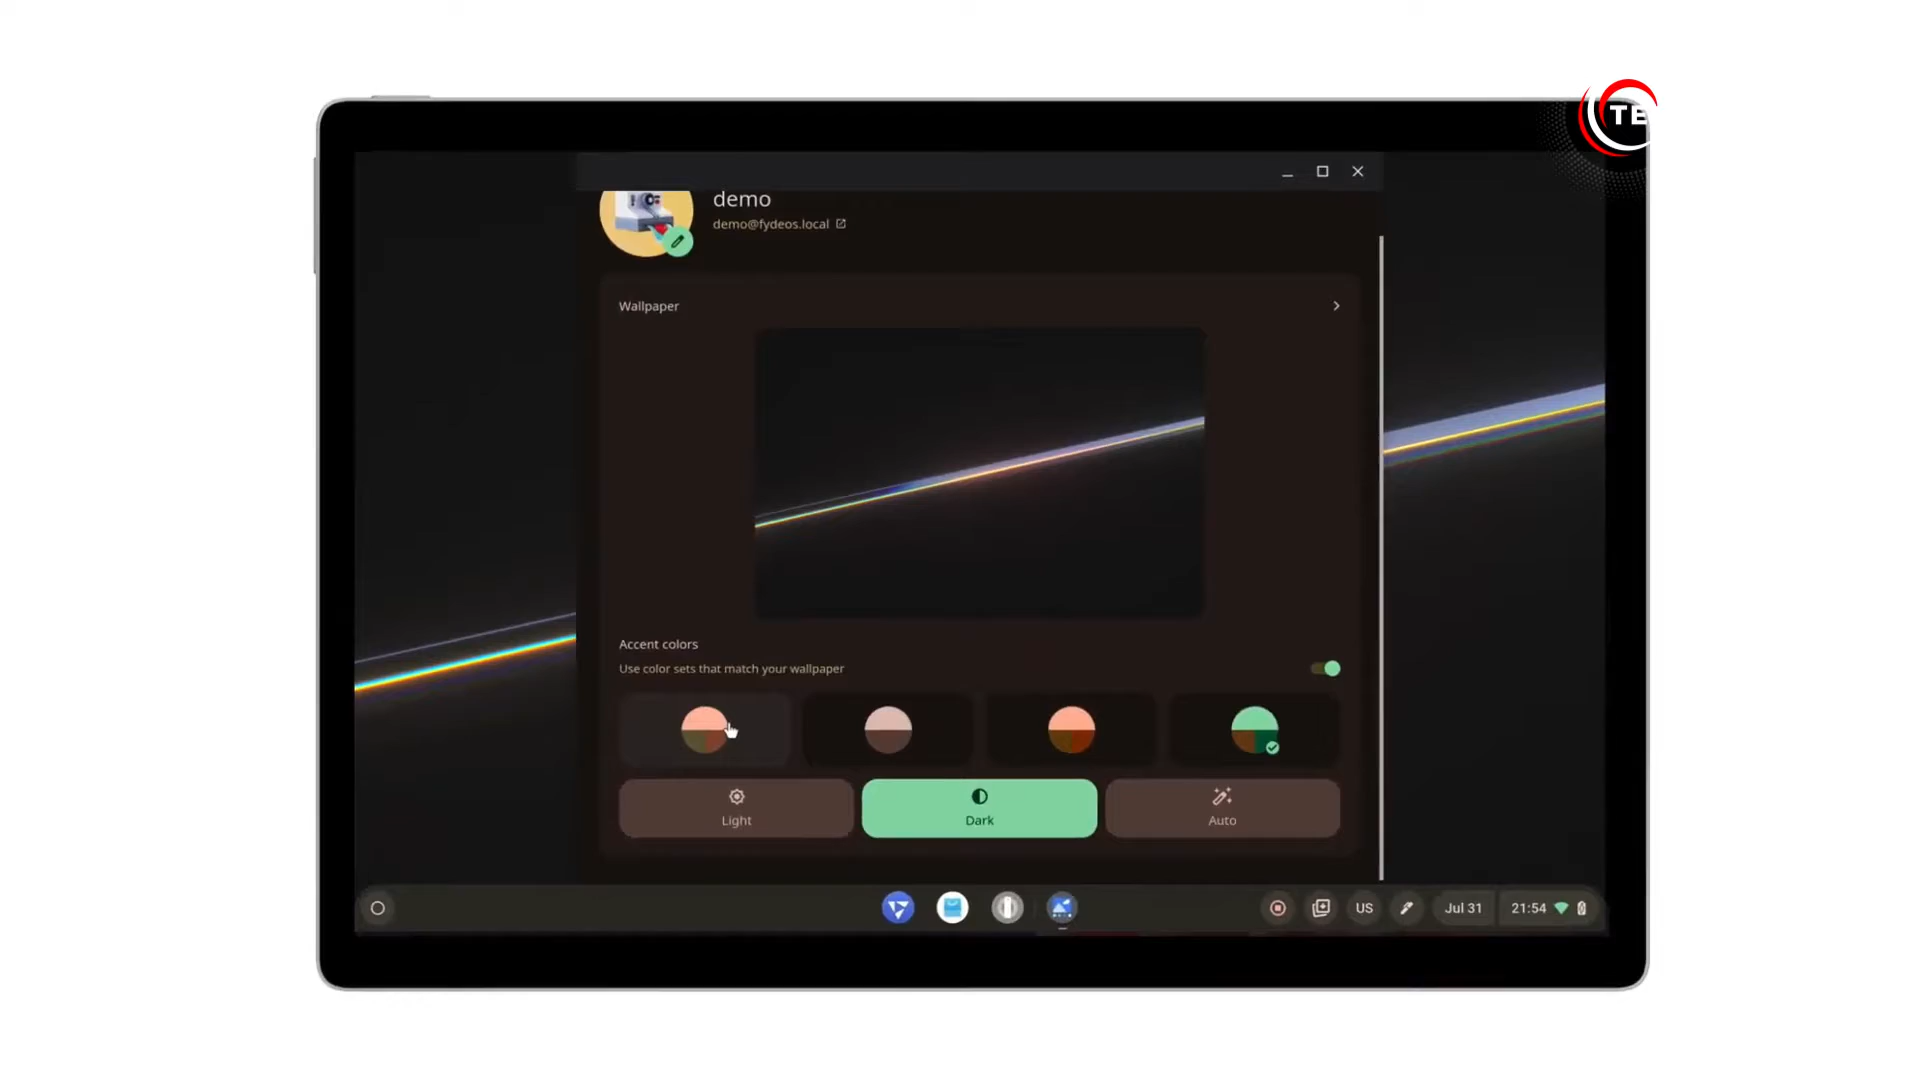 TE
demo
demo@fydeos.local
Wallpaper
Accent colors
Use color sets that match your wallpaper
Light
Dark
Auto
US
Jul 31
21:54